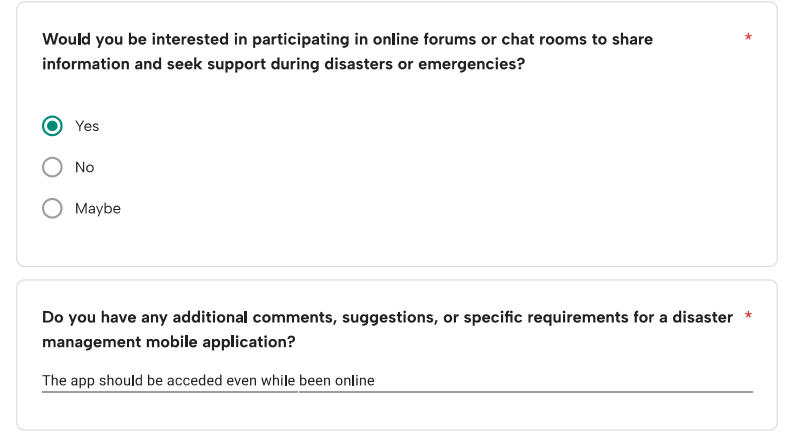 Would you be interested in participating in online forums or chat rooms to share *
information and seek support during disasters or emergencies?
Yes
No
Maybe
Do you have any additional comments, suggestions, or specific requirements for a disaster *
management mobile application?
The app should be acceded even while been online